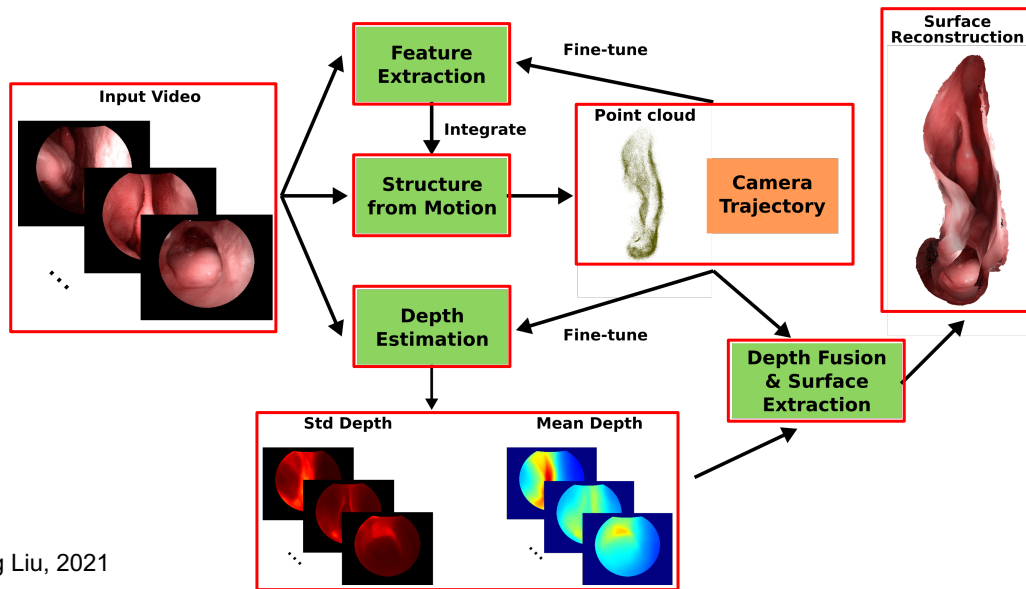 Input Video
Feature
Extraction
Fine-tune
Integrate
Structure
from Motion
Point cloud
Camera
Trajectory
Surface
Reconstruction
Depth
Estimation
Fine-tune
Depth Fusion
& Surface
Extraction
Std Depth
Mean Depth
g Liu, 2021